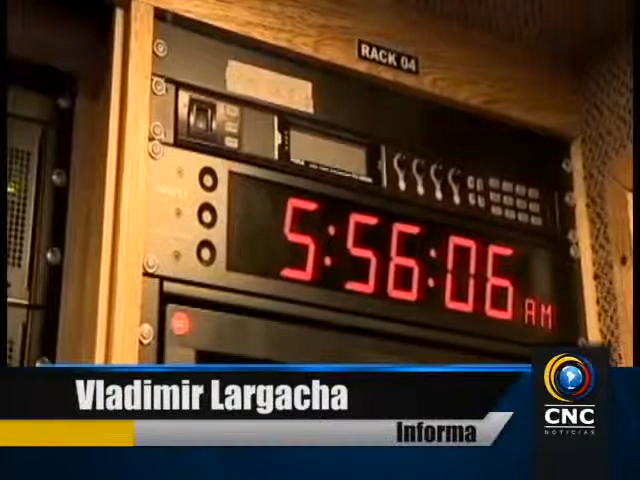 RACK 04
5:56:06 AM
Vladimir Largacha
Informa
CNC
NOTICIAS